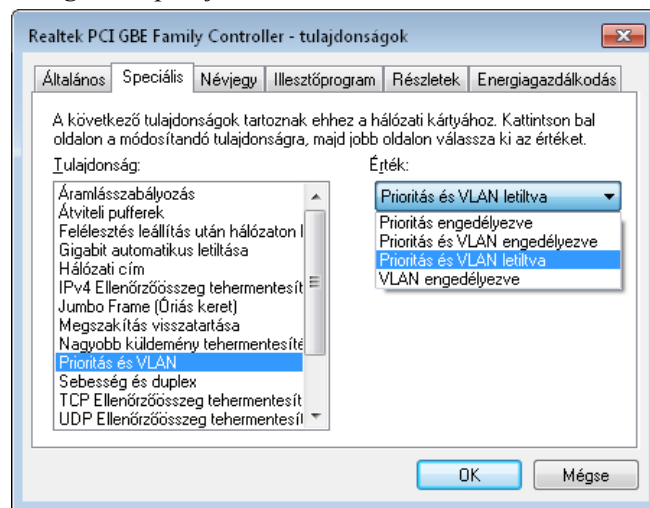 Realtek PCI GBE Family Controller - tulajdonságok
Általános Speciális Névjegy Illesztőprogram Részletek Energiagazdálkodás
A következő tulajdonságok tartoznak ehhez a hálózati kártyához. Kattintson bal
oldalon a módosítandó tulajdonságra, majd jobb oldalon válassza ki az értéket.
Tulajdonság:
Érték:
Áramlásszabályozás
Átviteli pufferek
Felélesztés leállítás után hálózaton
Gigabit automatikus letiltása
Hálózati cím
IPv4 Ellenőrzőösszeg tehermentesít
Jumbo Frame (Óriás keret)
Megszakítás visszatartása
Nagyobb küldemény tehermentesíté
Prioritás és VLAN
Sebesség és duplex
TCP Ellenőrzőösszeg tehermentesít
UDP Ellenőrzőösszeg tehermentesít
Prioritás és VLAN letiltva
Prioritás engedélyezve
Prioritás és VLAN engedélyezve
Prioritás és VLAN letiltva
VLAN engedélyezve
OK Mégse